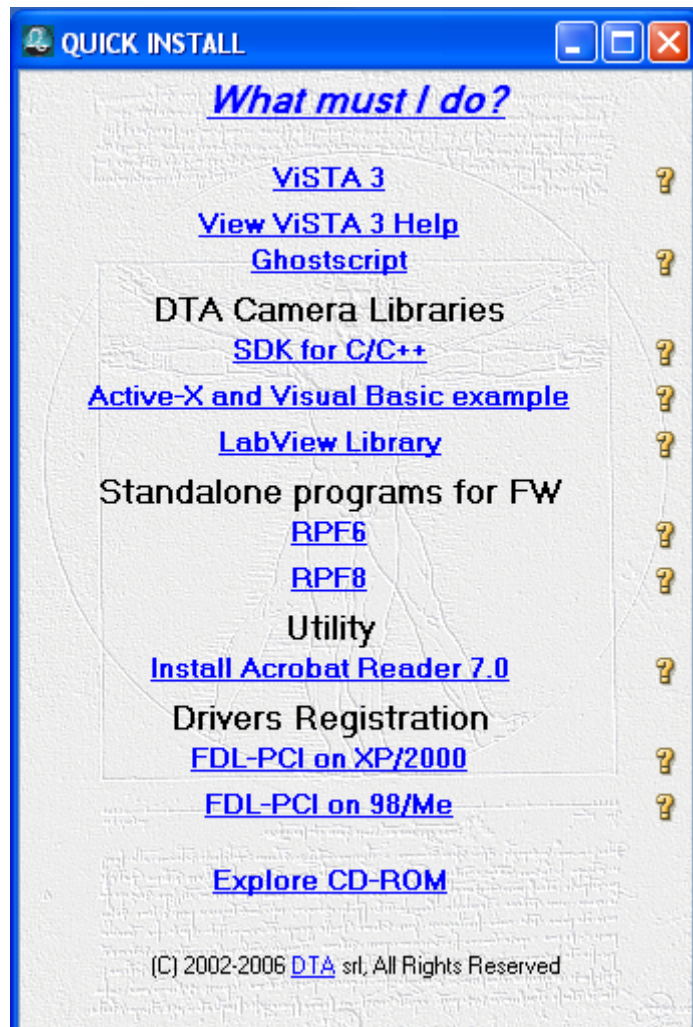 QUICK INSTALL
What must I do?
ViSTA 3
View ViSTA 3 Help
Ghostscript
DTA Camera Libraries
SDK for C/C++
Active-X and Visual Basic example
LabView Library
Standalone programs for FW
RPF6
RPF8
Utility
Install Acrobat Reader 7.0
Drivers Registration
FDL-PCI on XP/2000
FDL-PCI on 98/Me
Explore CD-ROM
(C) 2002-2006 DTA srl, All Rights Reserved